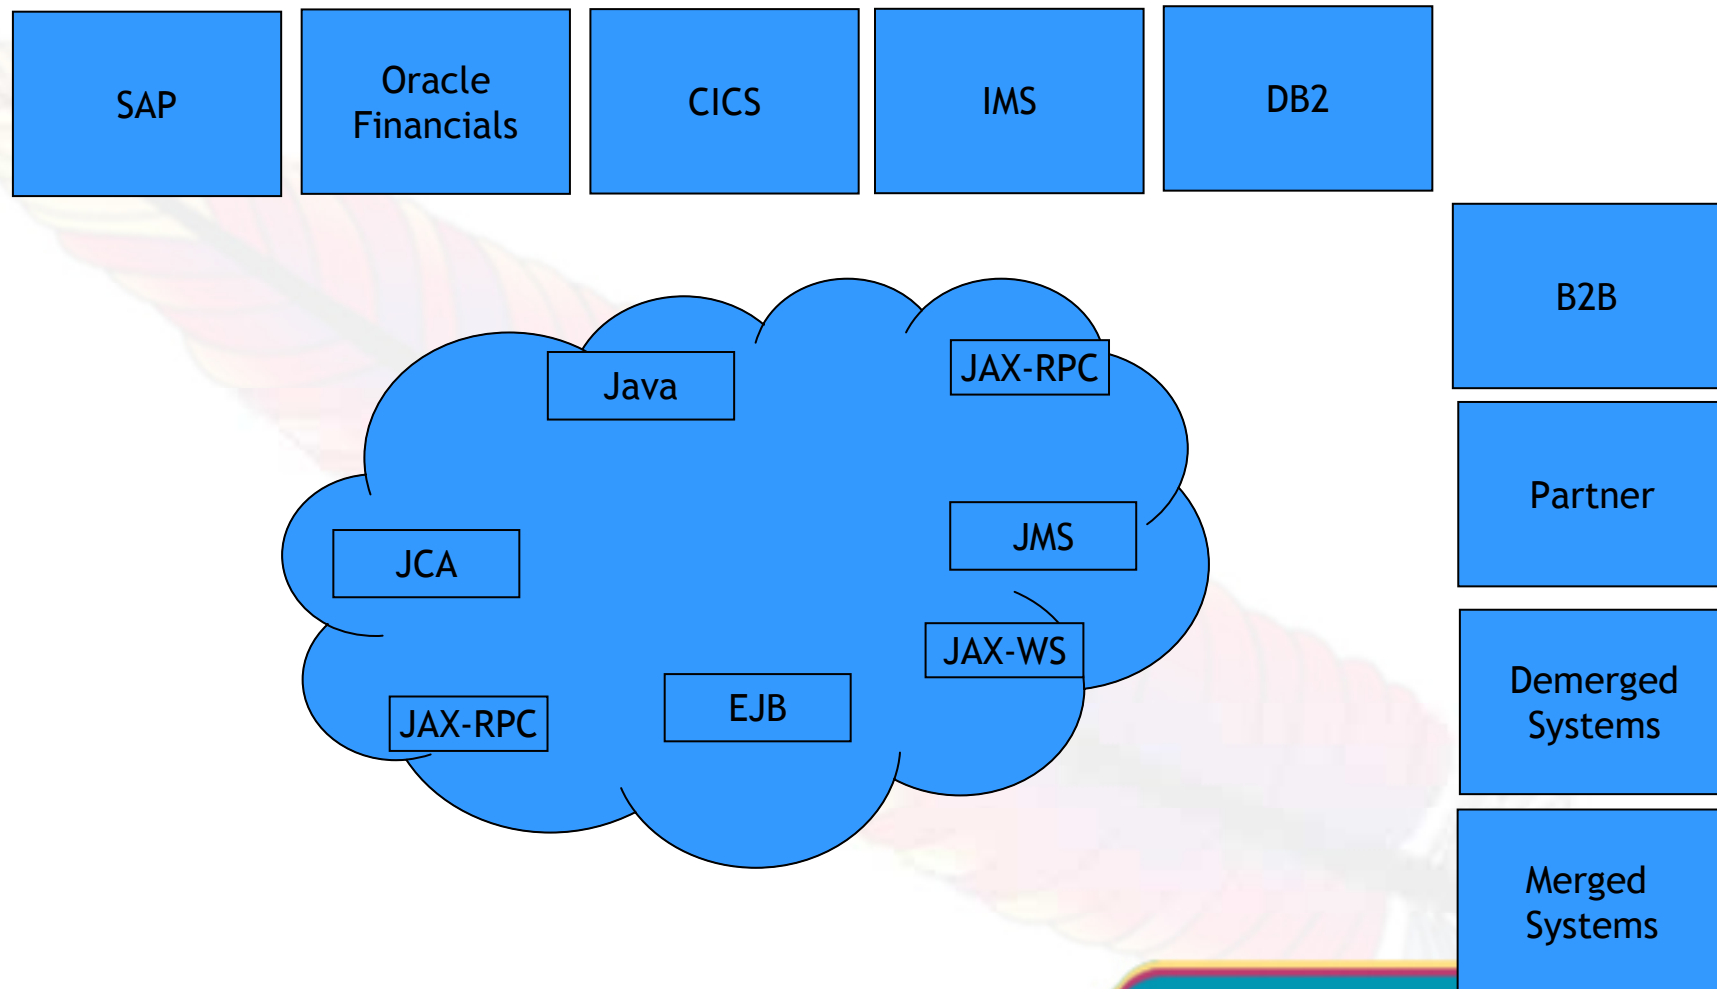 SAP
Oracle
Financials
CICS
IMS
DB2
B2B
Partner
Demerged
Systems
Merged
Systems
Java
JAX-RPC
JCA
JMS
JAX-WS
JAX-RPC
EJB